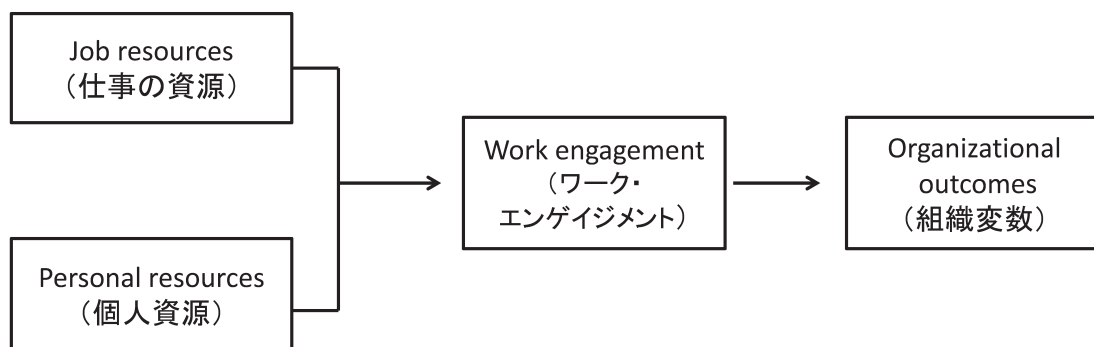 Job resources
（仕事の資源）
Personal resources
（個人資源）
Work engagement
（ワーク・
エンゲイジメント）
Organizational
outcomes
（組織変数）